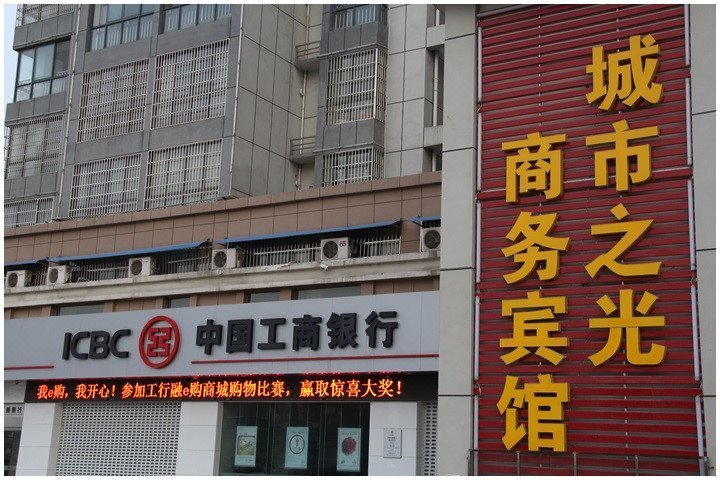 ICBC 中国工商银行
我e购，我开心！参加工行融e购商城购物比赛，赢取惊喜大奖！
城市之光
商务宾馆